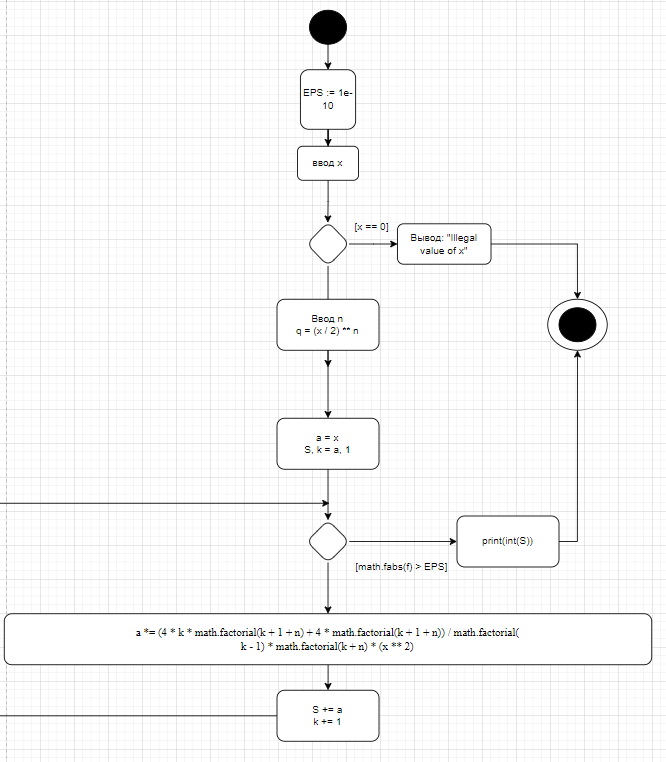 EPS := 1e-
10
ввод x
[x == 0]
Вывод: "Illegal
value of x"
Ввод n
q = (x / 2) ** n
a = x
S, k = a, 1
print(int(S))
[math.fabs(f) > EPS]
a *= (4 * k * math.factorial(k + 1 + n) + 4 * math.factorial(k + 1 + n)) / math.factorial(
k - 1) * math.factorial(k + n) * (x ** 2)
S += a
k += 1